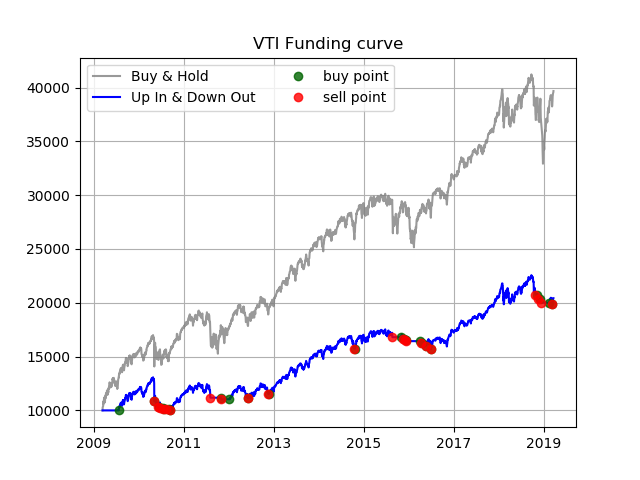 VTI Funding curve
Buy & Hold
Up In & Down Out
buy point
sell point
40000
35000
30000
25000
20000
15000
10000
2009 2011 2013 2015 2017 2019